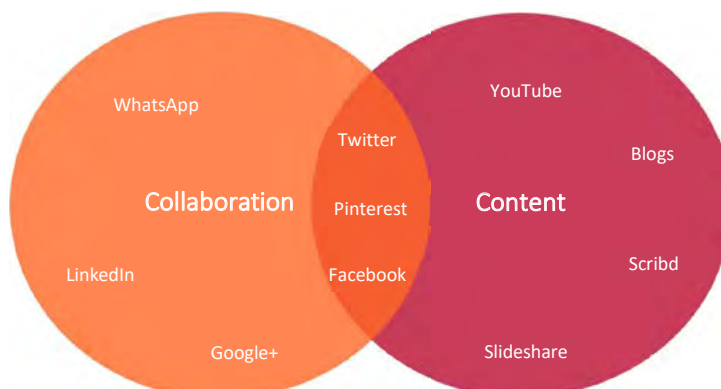 YouTube
WhatsApp
Twitter
Blogs
Collaboration
Pinterest
Content
Scribd
LinkedIn
Facebook
Google+
Slideshare